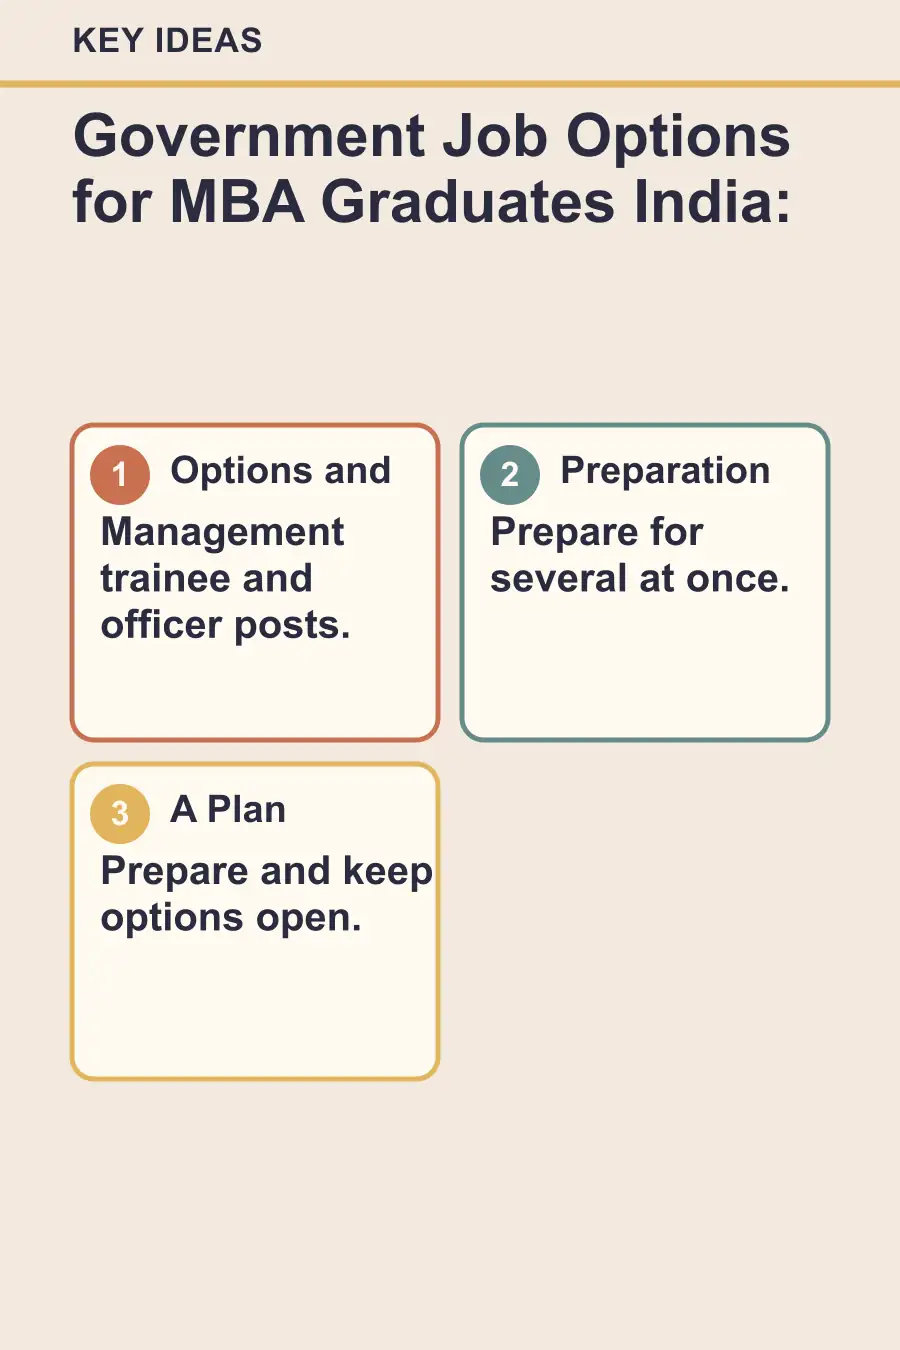 KEY IDEAS
Government Job Options
for MBA Graduates India:
1 Options and
Management
trainee and
officer posts.
2 Preparation
Prepare for
several at once.
3 A Plan
Prepare and keep
options open.